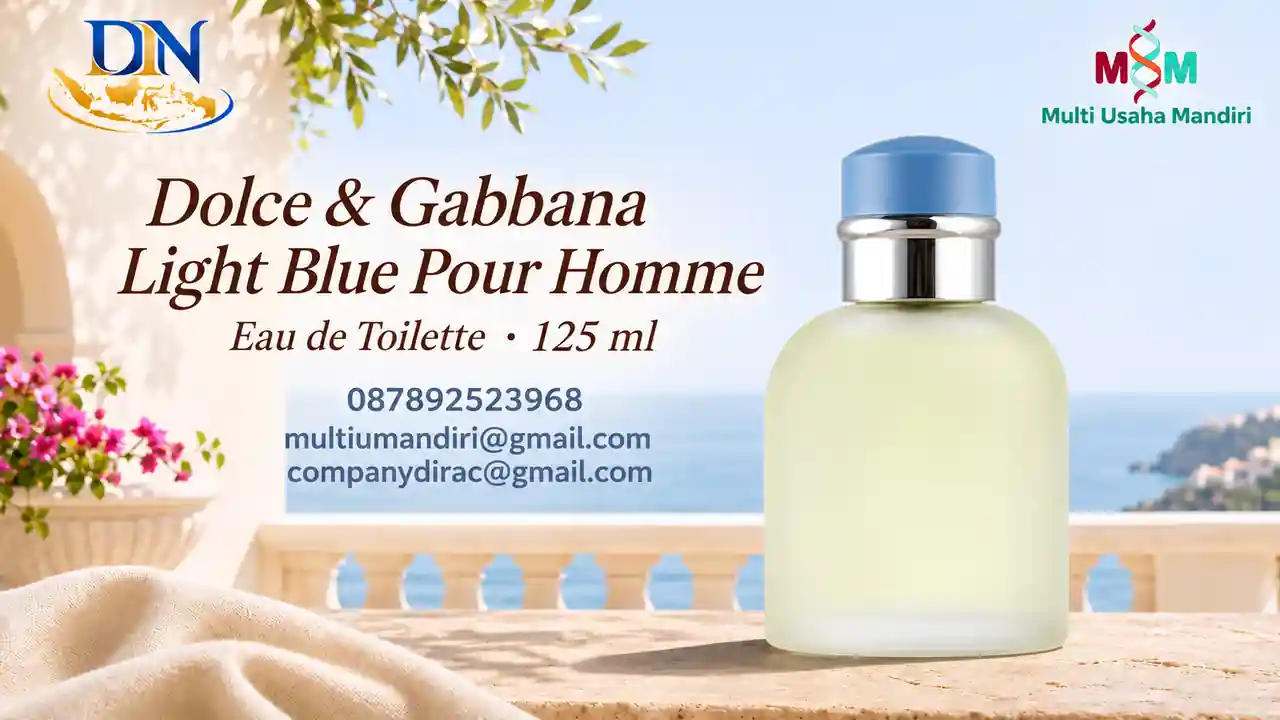 DN
MSM
Multi Usaha Mandiri
Dolce & Gabbana
Light Blue Pour Homme
Eau de Toilette • 125 ml
087892523968
multiumandiri@gmail.com
companydirac@gmail.com